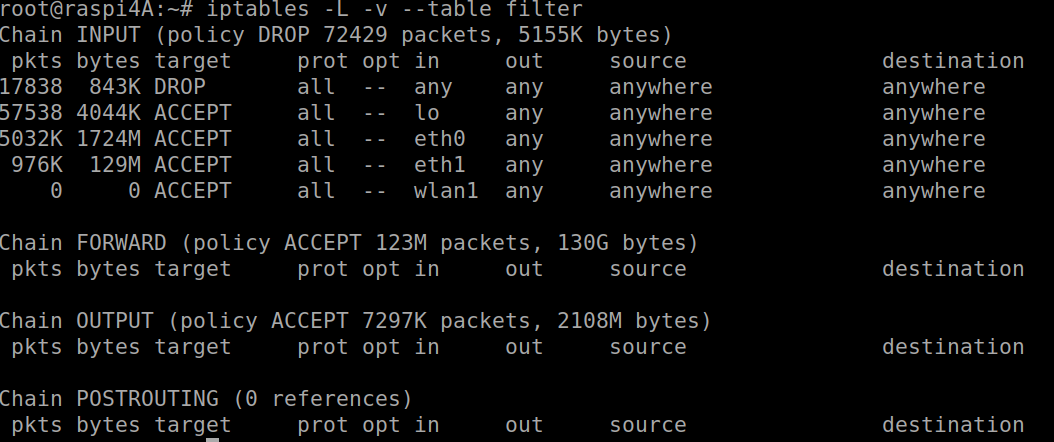 root@raspi4A:~# iptables -L -v --table filter
Chain INPUT (policy DROP 72429 packets, 5155K bytes)
 pkts bytes target     prot opt in     out     source               destination
17838  843K DROP       all  --  any    any     anywhere             anywhere
57538 4044K ACCEPT     all  --  lo     any     anywhere             anywhere
5032K 1724M ACCEPT     all  --  eth0   any     anywhere             anywhere
 976K  129M ACCEPT     all  --  eth1   any     anywhere             anywhere
    0     0 ACCEPT     all  --  wlan1  any     anywhere             anywhere

Chain FORWARD (policy ACCEPT 123M packets, 130G bytes)
 pkts bytes target     prot opt in     out     source               destination

Chain OUTPUT (policy ACCEPT 7297K packets, 2108M bytes)
 pkts bytes target     prot opt in     out     source               destination

Chain POSTROUTING (0 references)
 pkts bytes target     prot opt in     out     source               destination